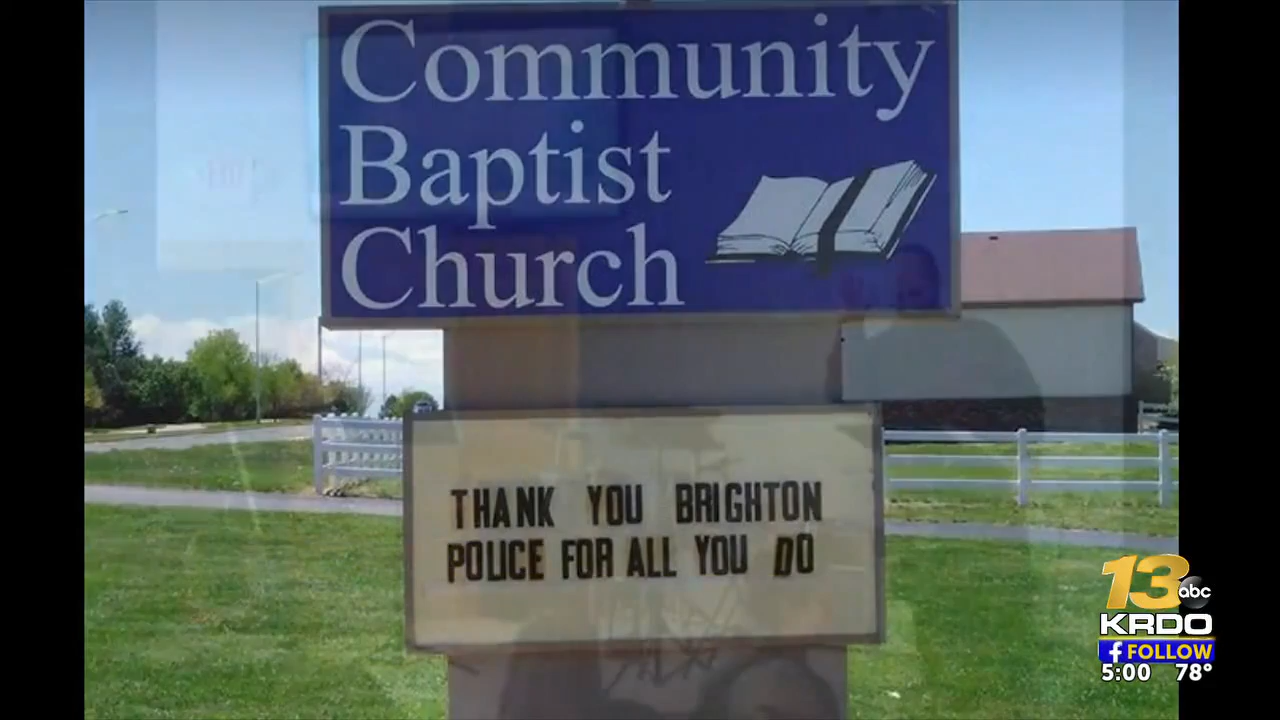 Community
Baptist
Church
THANK YOU BRIGHTON
POLICE FOR ALL YOU DO
13 abc
KRDO
f FOLLOW
5:00 78°